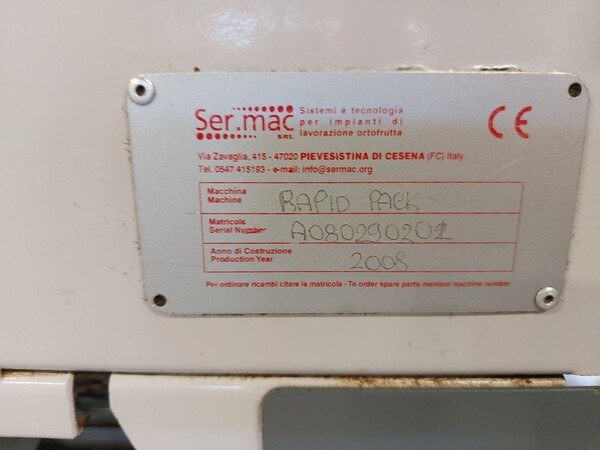 Ser.mac
SRL
Sistemi e tecnologia
per impianti di
lavorazione ortofrutta
CE
Via Zavaglia, 415 - 47020 PIEVESISTINA DI CESENA (FC) Italy
Tel. 0547 415193 - e-mail: info@sermac.org
Macchina
Machine
RAPID PACK
Matricola
Serial Number
A080290202
Anno di Costruzione
Production Year
2008
Per ordinare ricambi citare la matricola - To order spare parts mention machine number